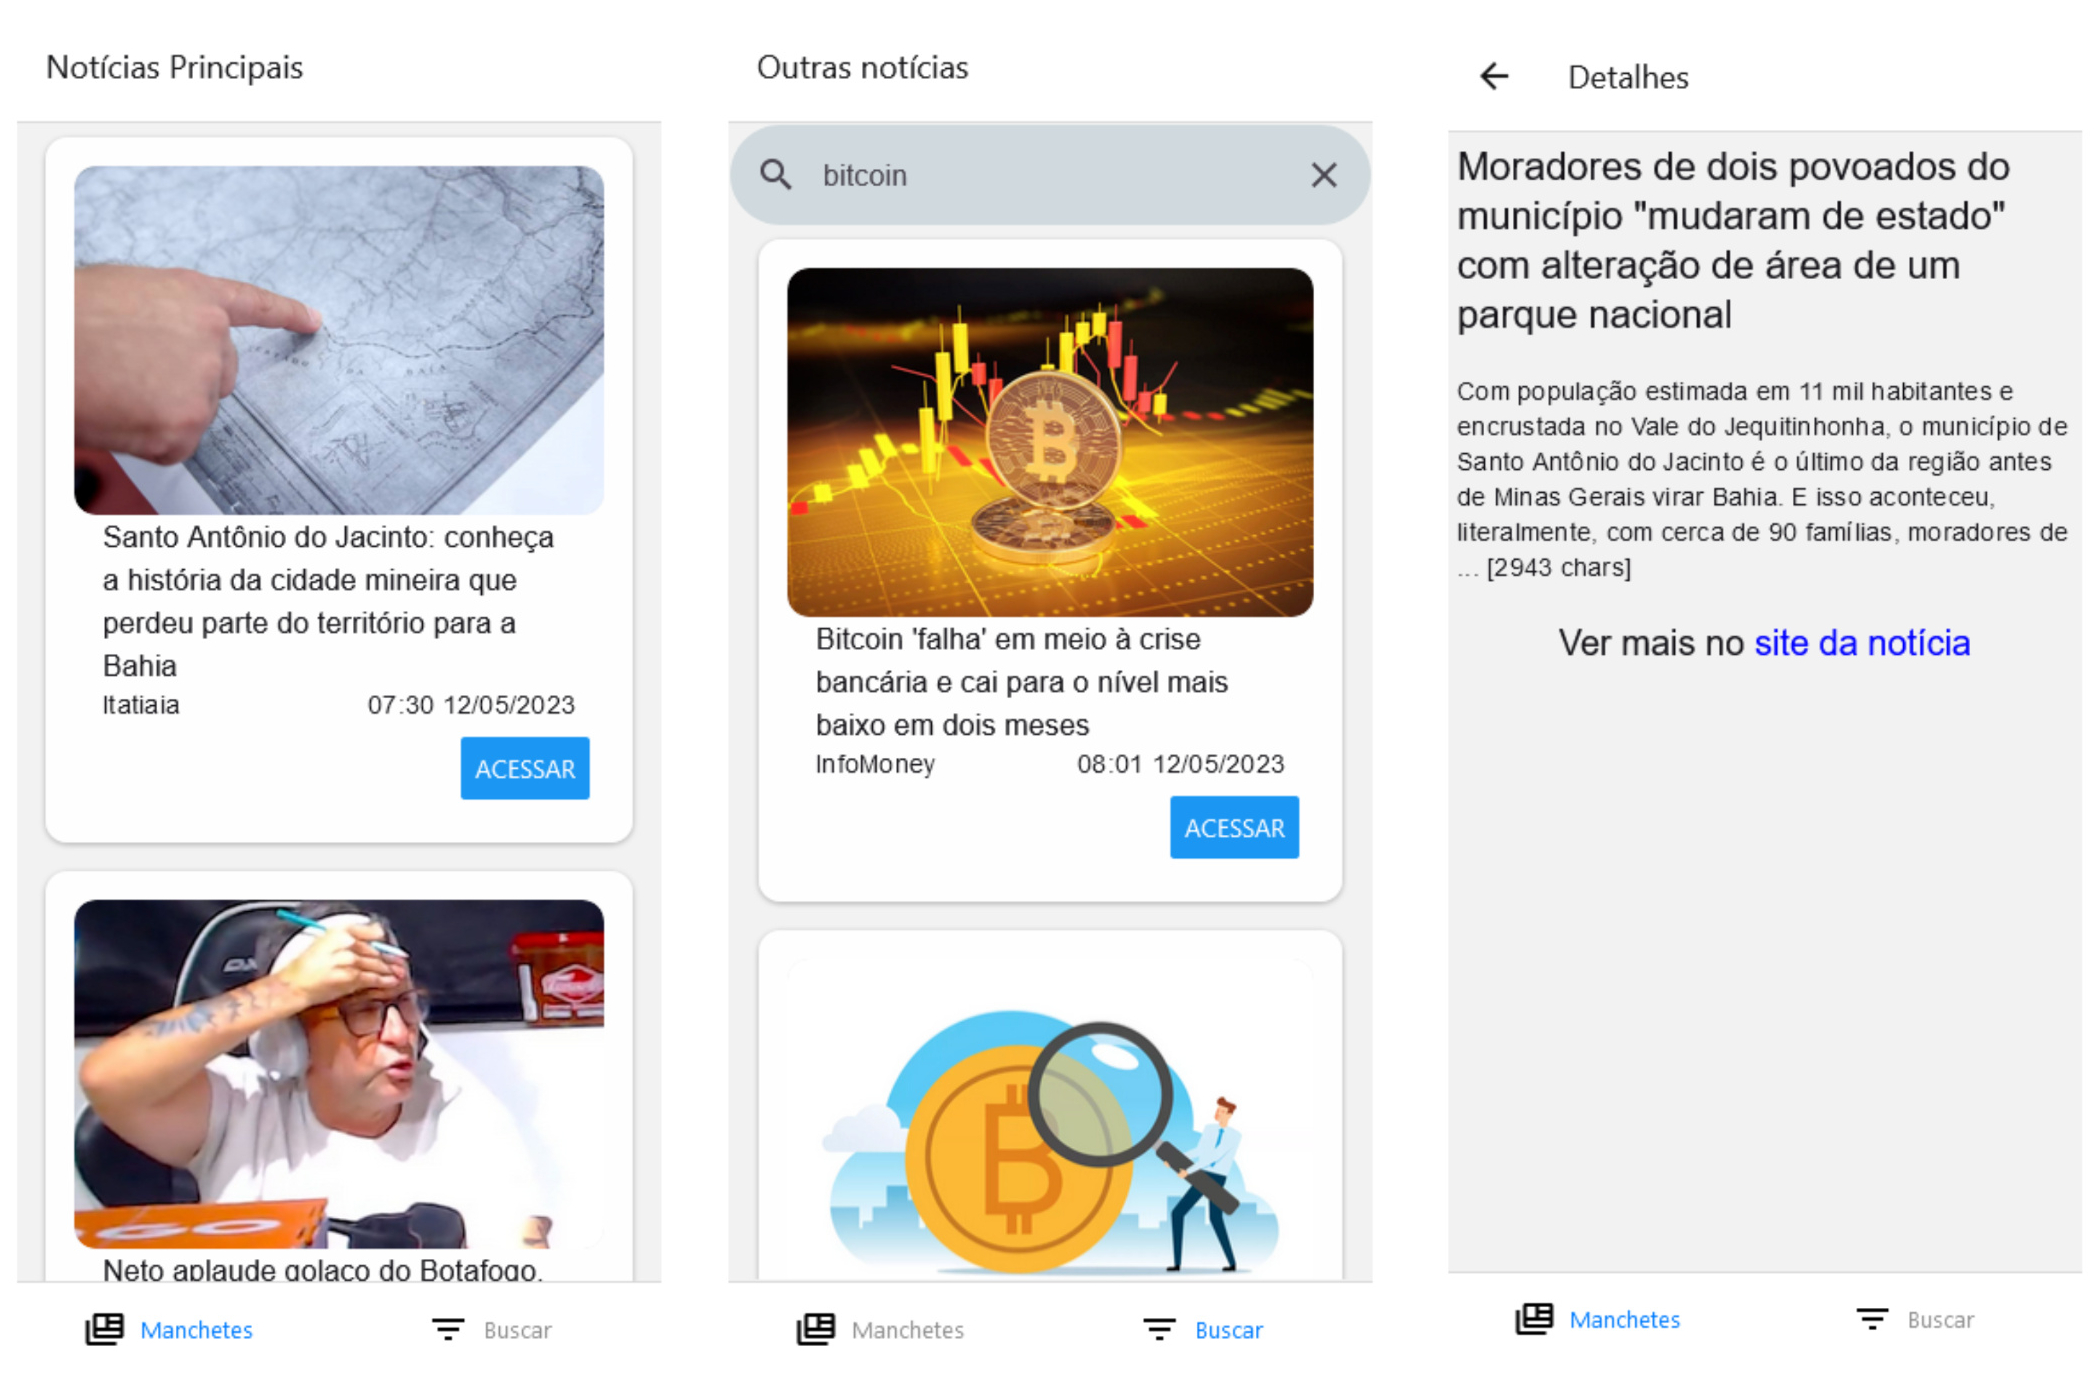 Notícias Principais
Santo Antônio do Jacinto: conheça
a história da cidade mineira que
perdeu parte do território para a
Bahia
Itatiaia 07:30 12/05/2023
ACESSAR
Neto aplaude golaço do Botafogo,
Manchetes Buscar
Outras notícias
bitcoin
Bitcoin 'falha' em meio à crise
bancária e cai para o nível mais
baixo em dois meses
InfoMoney 08:01 12/05/2023
ACESSAR
Manchetes Buscar
Detalhes
Moradores de dois povoados do
município "mudaram de estado"
com alteração de área de um
parque nacional
Com população estimada em 11 mil habitantes e
encrustada no Vale do Jequitinhonha, o município de
Santo Antônio do Jacinto é o último da região antes
de Minas Gerais virar Bahia. E isso aconteceu,
literalmente, com cerca de 90 famílias, moradores de
... [2943 chars]
Ver mais no site da notícia
Manchetes Buscar